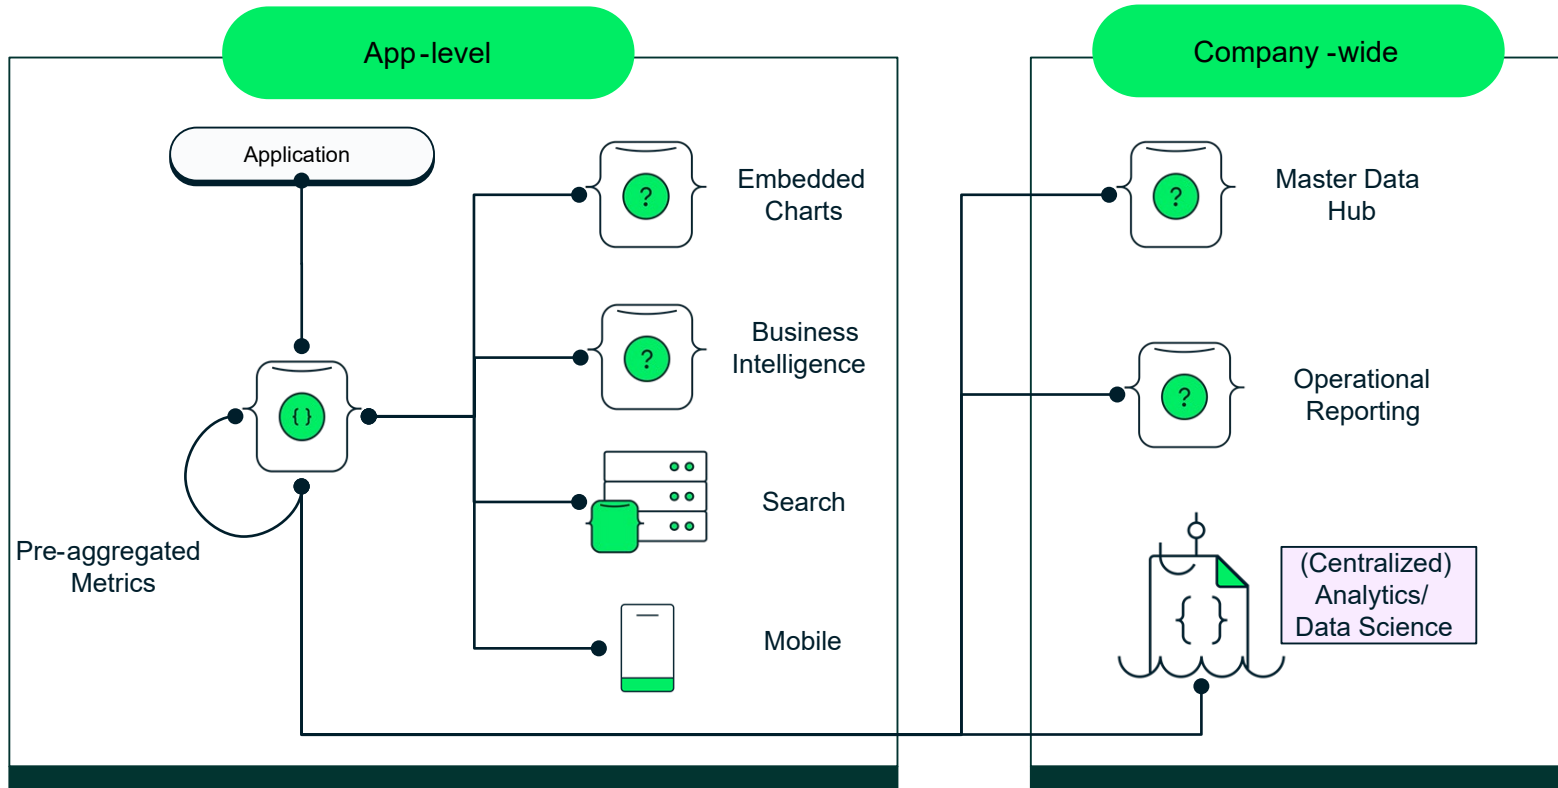 App-level
Company -wide
Application
Embedded
Charts
?
Master Data
Hub
?
Business
Intelligence
?
Operational
Reporting
?
{ }
Search
Pre-aggregated
Metrics
(Centralized)
Analytics/
Data Science
{ }
Mobile